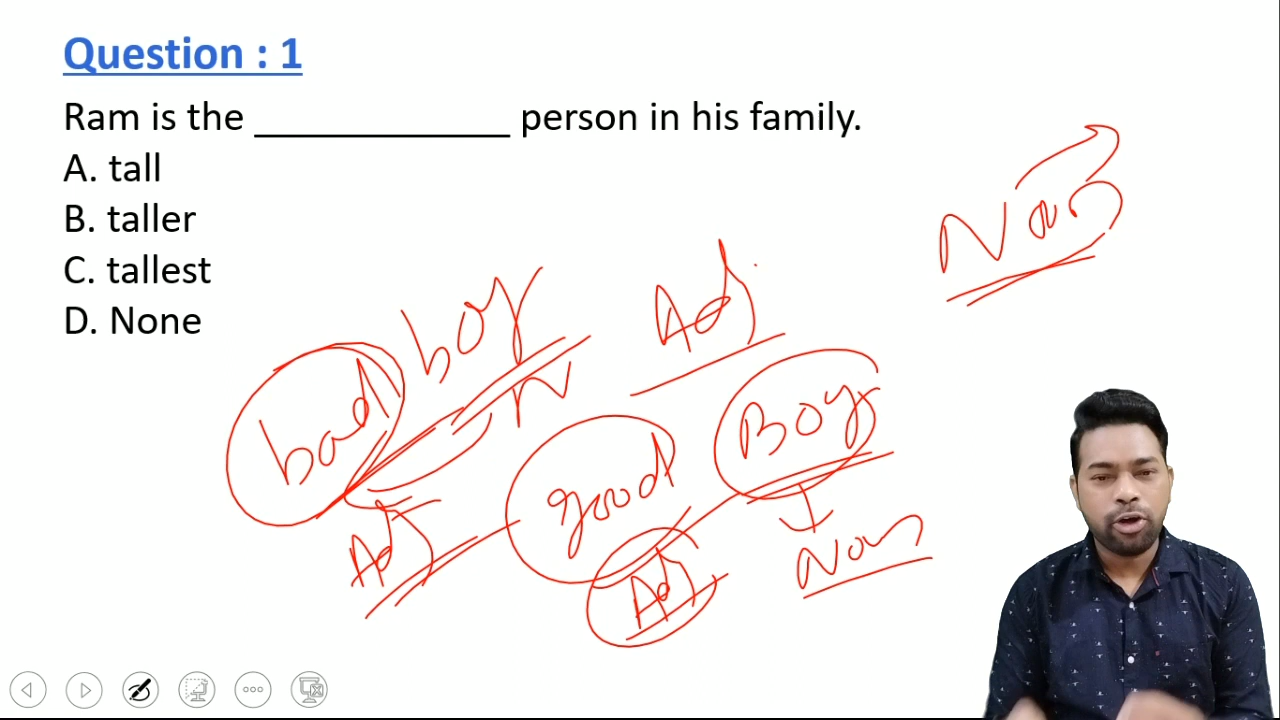 Question : 1
Ram is the ____________ person in his family.
A. tall
B. taller
C. tallest
D. None
Noun
bad boy
Adj
N
good Boy
Adj
Adj
Noun